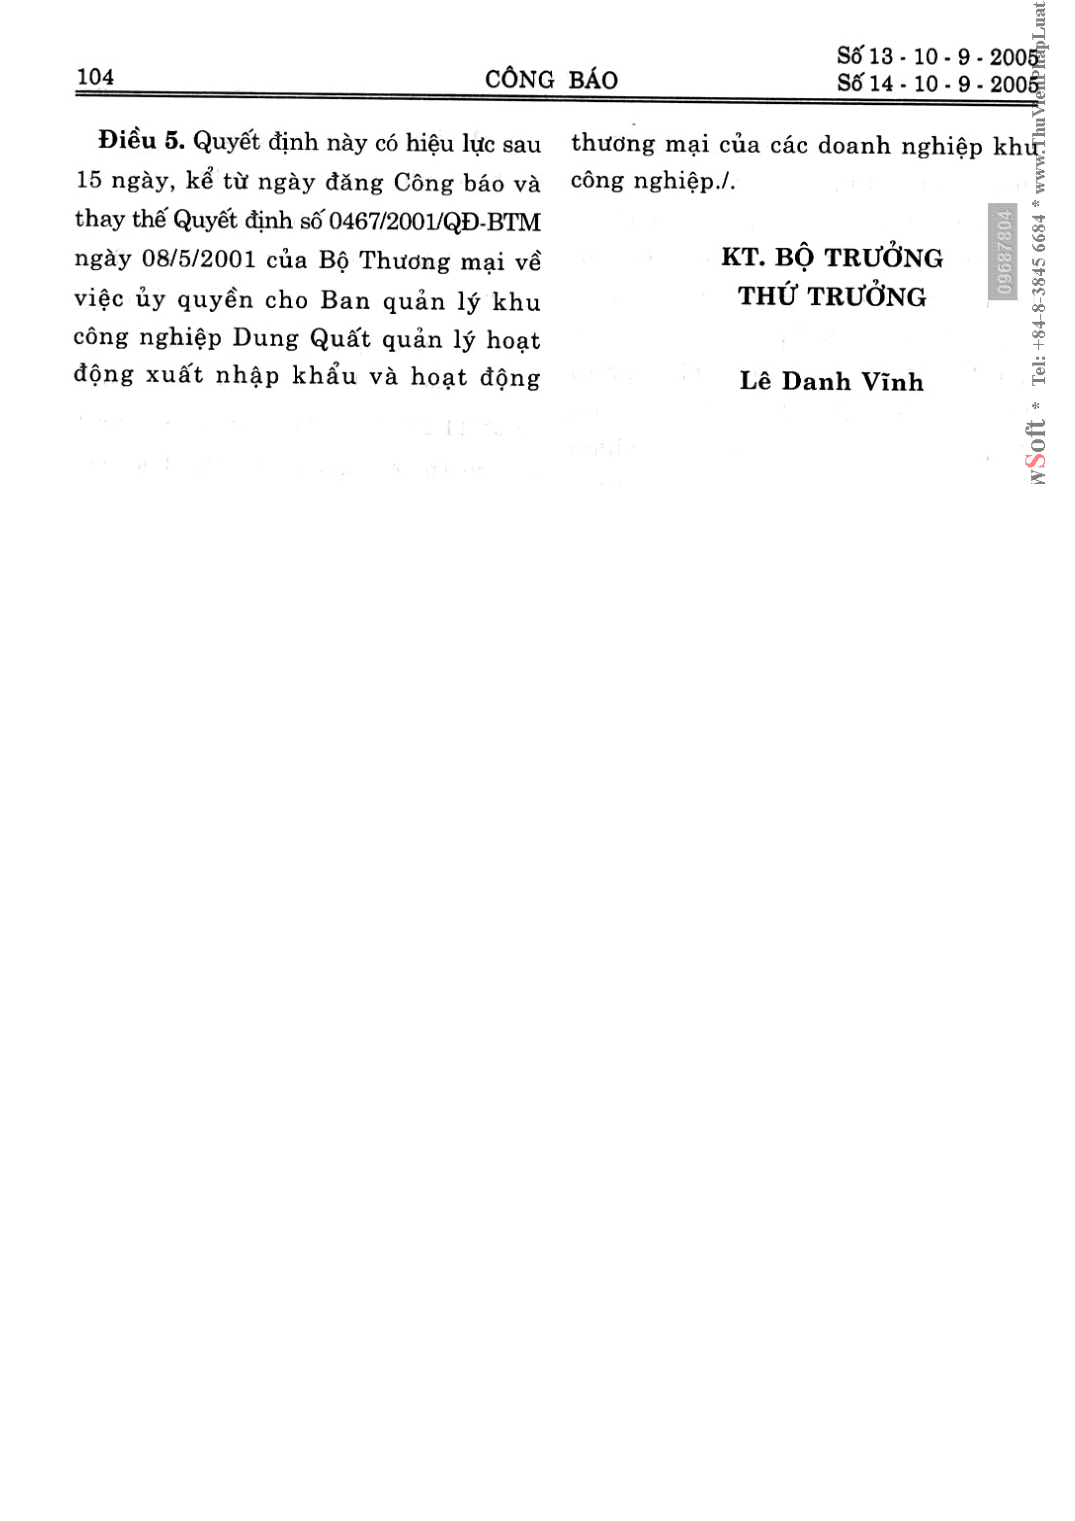 104
CÔNG BÁO
Số 13 - 10 - 9 - 2005
Số 14 - 10 - 9 - 2005
Điều 5. Quyết định này có hiệu lực sau
15 ngày, kể từ ngày đăng Công báo và
thay thế Quyết định số 0467/2001/QĐ-BTM
ngày 08/5/2001 của Bộ Thương mại về
việc ủy quyền cho Ban quản lý khu
công nghiệp Dung Quất quản lý hoạt
động xuất nhập khẩu và hoạt động
thương mại của các doanh nghiệp khu
công nghiệp./.
KT. BỘ TRƯỞNG
THỨ TRƯỞNG
Lê Danh Vĩnh
09687804
wSoft * Tel: +84-8-3845 6684 * www.ThuVienPhapLuat